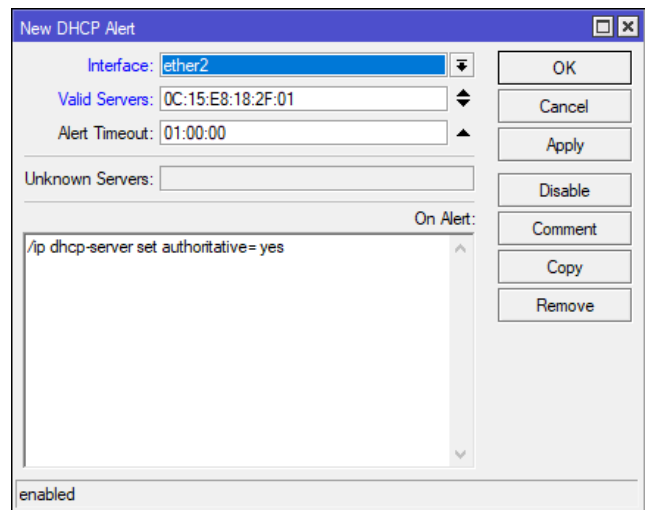 New DHCP Alert
Interface: ether2
Valid Servers: 0C:15:E8:18:2F:01
Alert Timeout: 01:00:00
Unknown Servers:
On Alert:
/ip dhcp-server set authoritative= yes
OK
Cancel
Apply
Disable
Comment
Copy
Remove
enabled